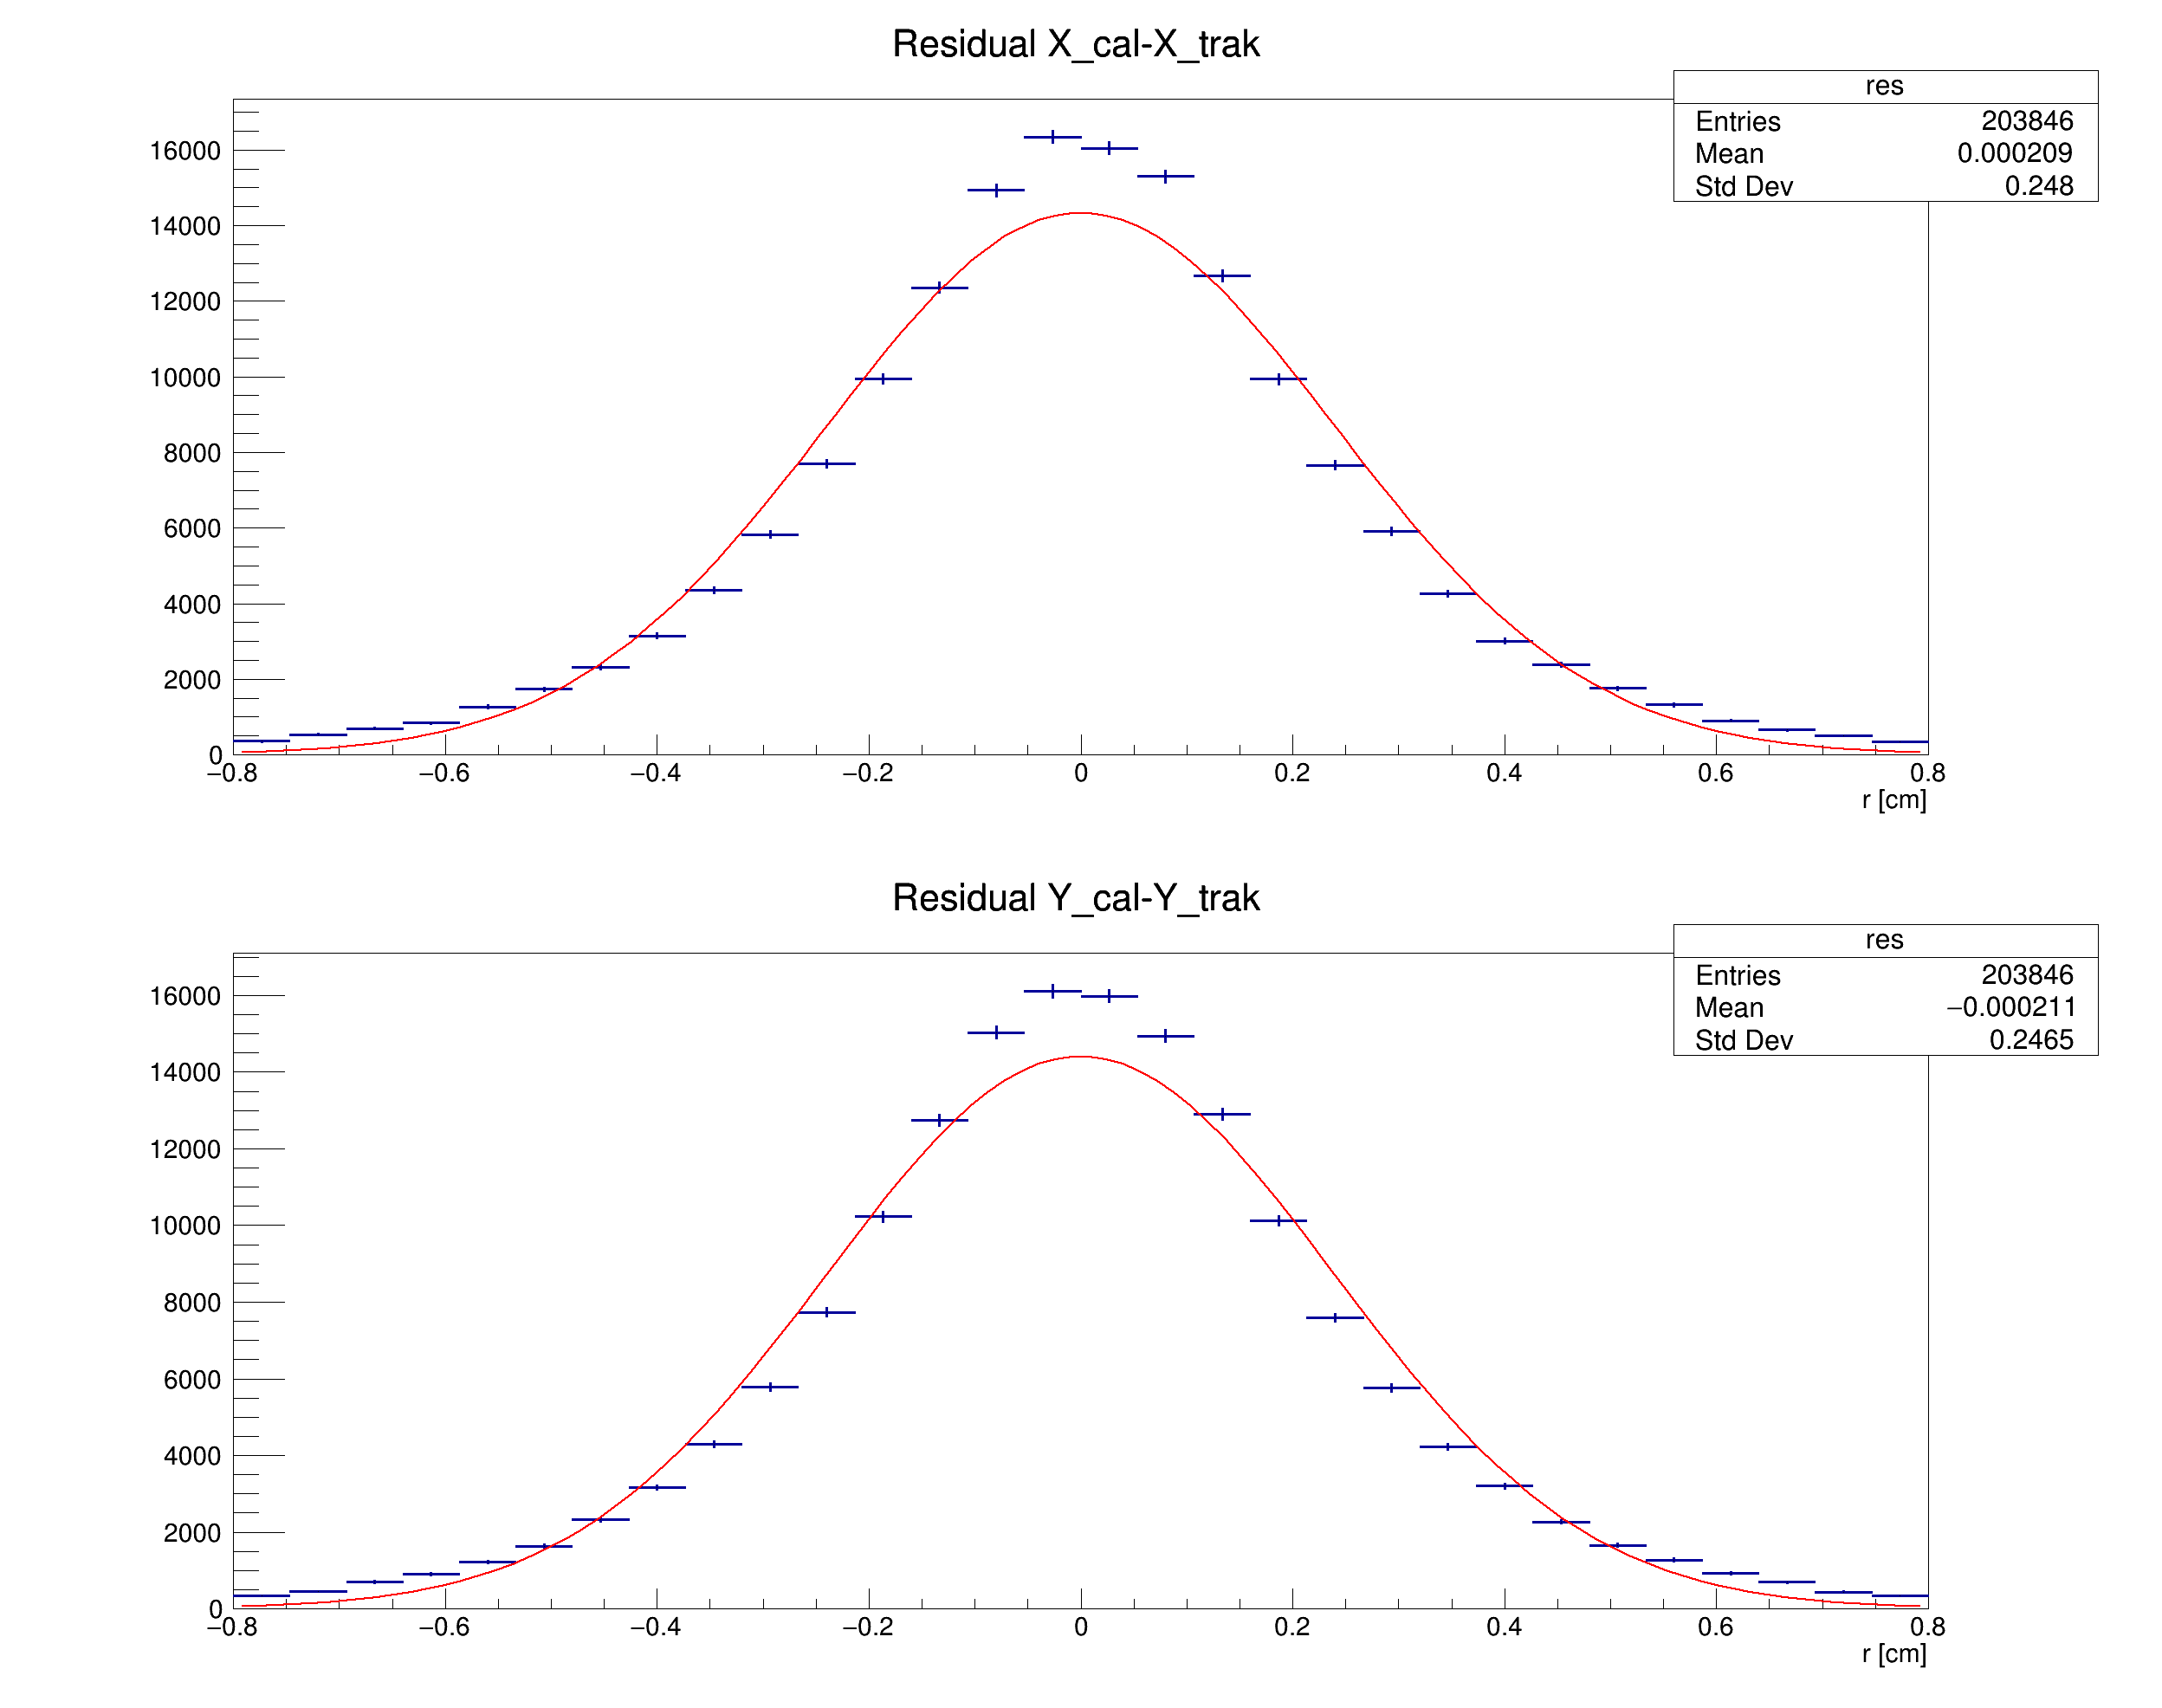 Residual X_cal-X_trak
res
Entries 203846
Mean 0.000209
Std Dev 0.248
16000
14000
12000
10000
8000
6000
4000
2000
0
−0.8 −0.6 −0.4 −0.2 0 0.2 0.4 0.6 0.8
r [cm]
Residual Y_cal-Y_trak
res
Entries 203846
Mean −0.000211
Std Dev 0.2465
16000
14000
12000
10000
8000
6000
4000
2000
0
−0.8 −0.6 −0.4 −0.2 0 0.2 0.4 0.6 0.8
r [cm]